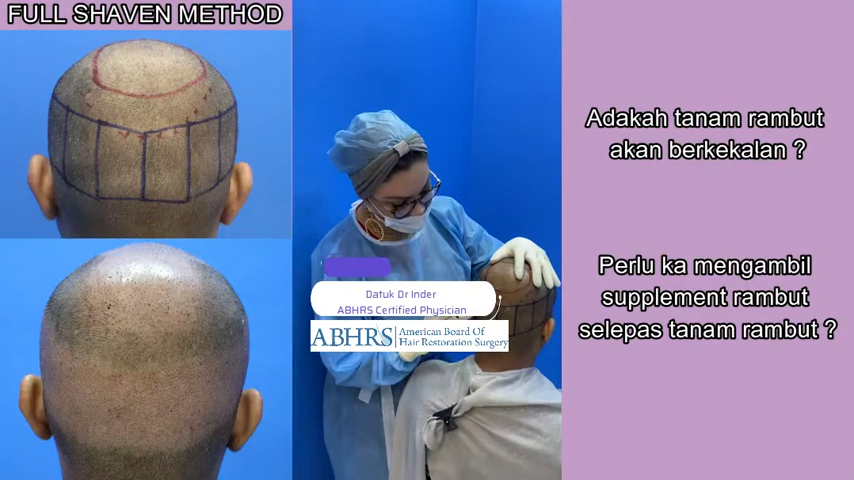 FULL SHAVEN METHOD
Datuk Dr Inder
ABHRS Certified Physician
ABHRS
American Board Of
Hair Restoration Surgery
Adakah tanam rambut
akan berkekalan ?
Perlu ka mengambil
supplement rambut
selepas tanam rambut ?